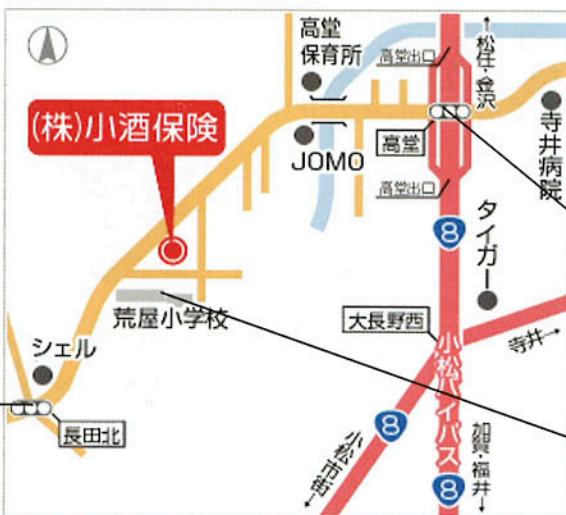 高堂
保育所
高堂出口
↑松任・金沢
(株)小酒保険
高堂
寺井病院
JOMO
高堂出口
8
タイガー
荒屋小学校
大長野西
寺井→
シェル
小松バイパス
長田北
8
小松市街→
加賀・福井→
8